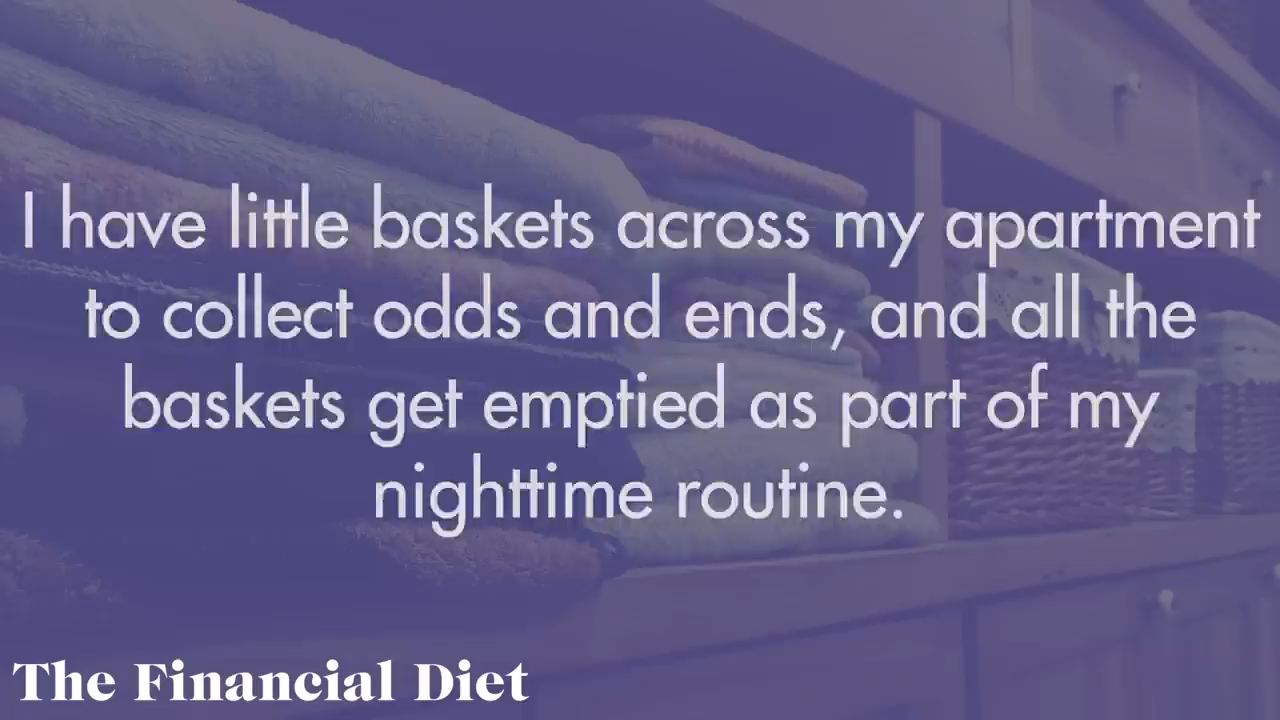 I have little baskets across my apartment
to collect odds and ends, and all the
baskets get emptied as part of my
nighttime routine.
The Financial Diet